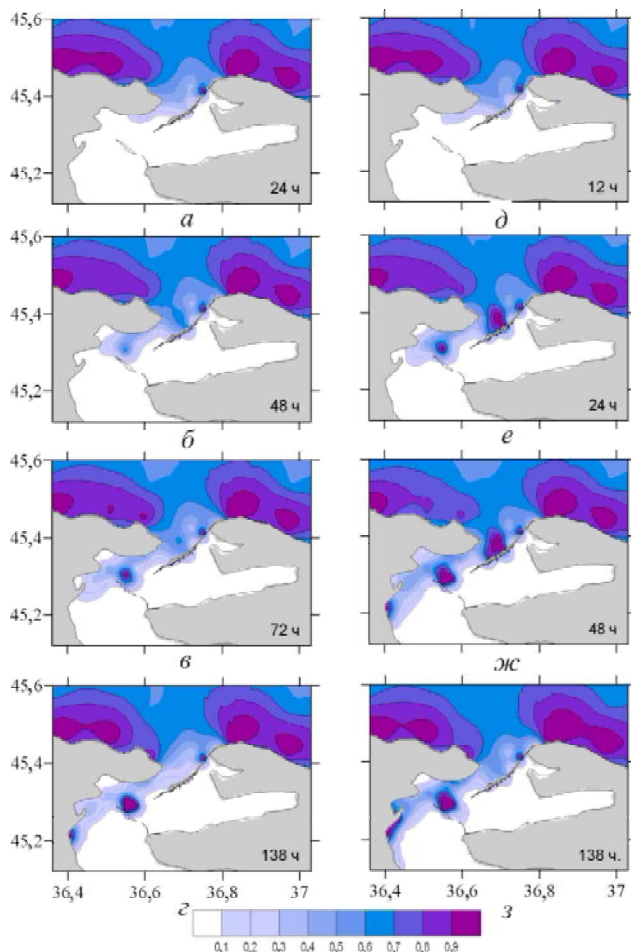 45,6
45,4
45,2
24 ч
12 ч
а
д
45,6
45,4
45,2
48 ч
24 ч
б
е
45,6
45,4
45,2
72 ч
48 ч
в
ж
45,6
45,4
45,2
138 ч
138 ч.
36,4 36,6 36,8 37 36,4 36,6 36,8 37
г
з
0,1 0,2 0,3 0,4 0,5 0,6 0,7 0,8 0,9